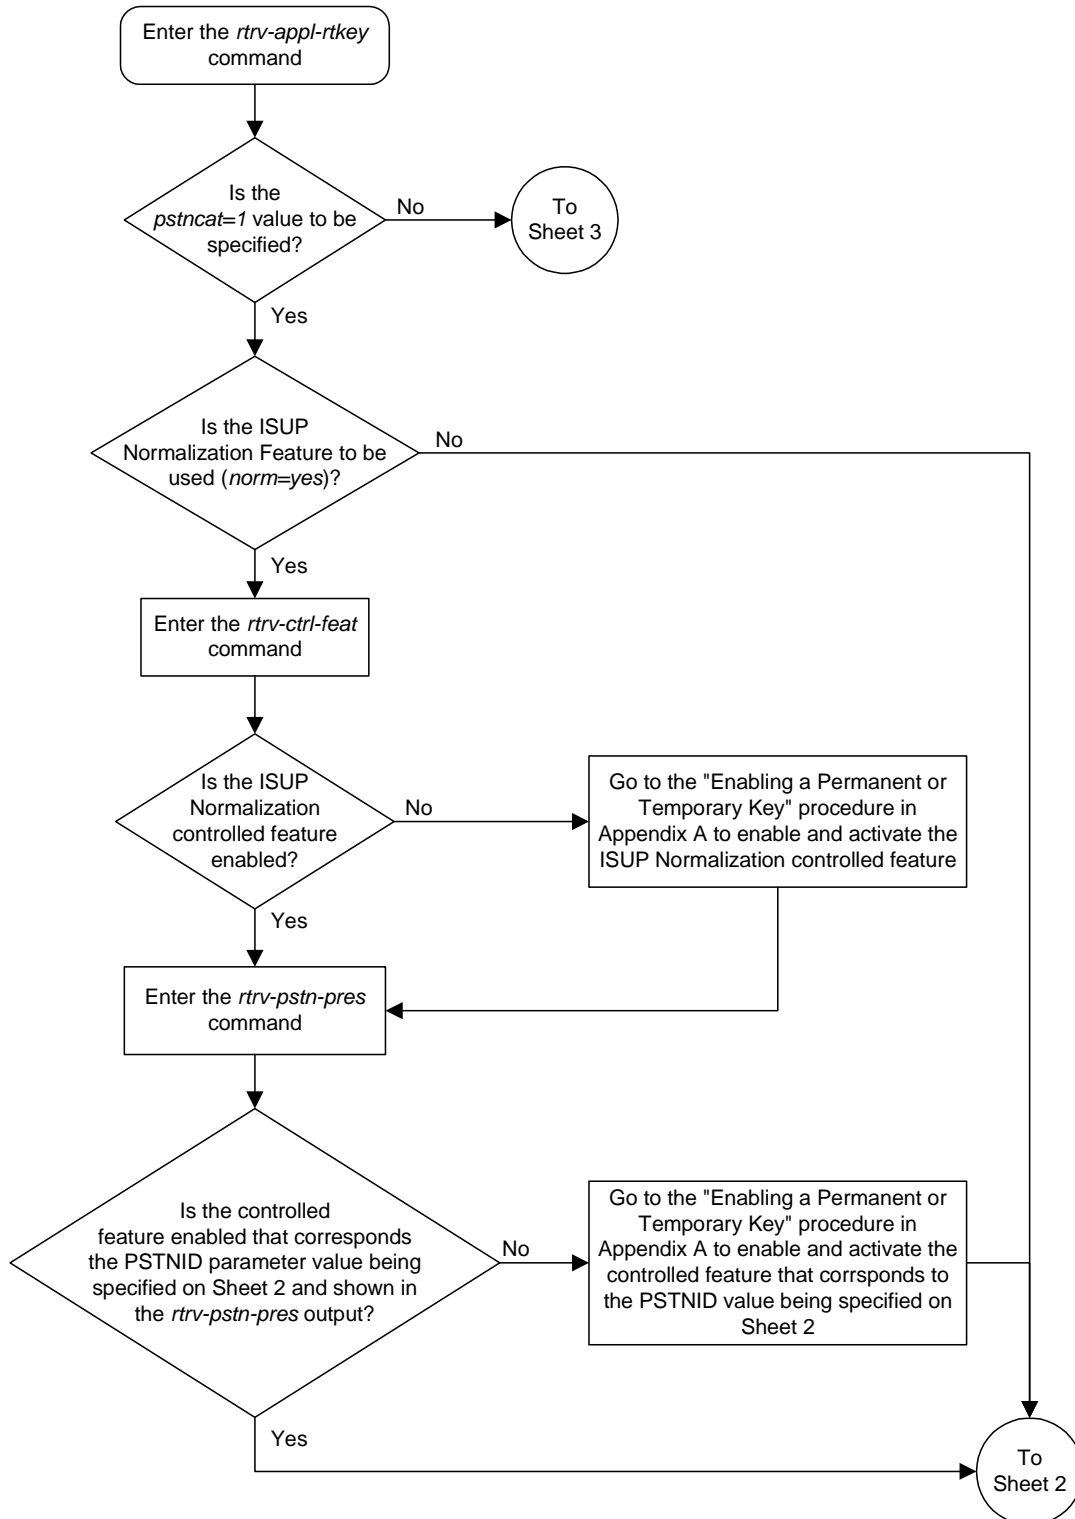 Enter the rtrv-appl-rtkey
command
Is the
pstncat=1 value to be
specified?
No
To
Sheet 3
Yes
Is the ISUP
Normalization Feature to be
used (norm=yes)?
No
Yes
Enter the rtrv-ctrl-feat
command
Is the ISUP
Normalization
controlled feature
enabled?
No
Go to the "Enabling a Permanent or
Temporary Key" procedure in
Appendix A to enable and activate the
ISUP Normalization controlled feature
Yes
Enter the rtrv-pstn-pres
command
Is the controlled
feature enabled that corresponds
the PSTNID parameter value being
specified on Sheet 2 and shown in
the rtrv-pstn-pres output?
No
Go to the "Enabling a Permanent or
Temporary Key" procedure in
Appendix A to enable and activate the
controlled feature that corrsponds to
the PSTNID value being specified on
Sheet 2
Yes
To
Sheet 2